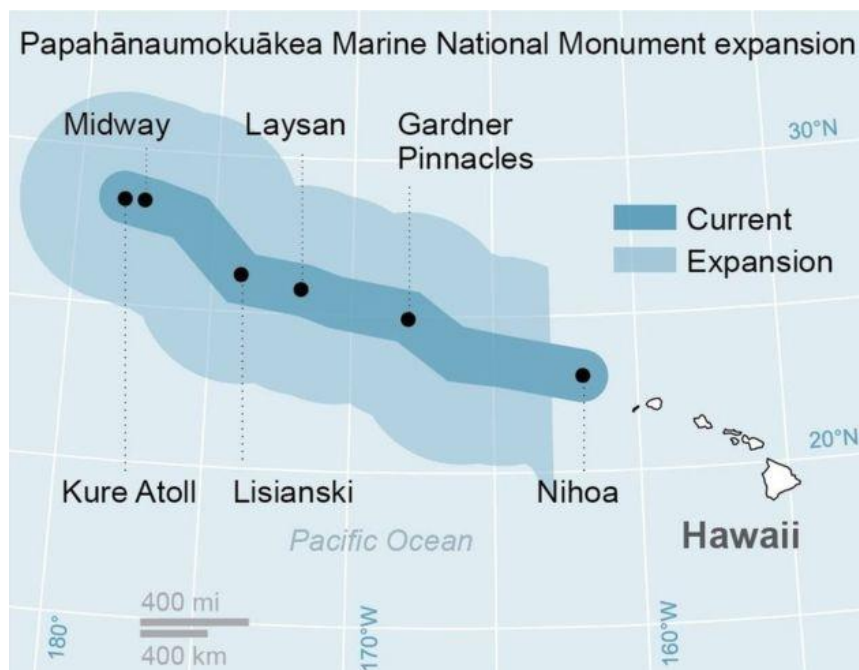 Papahānaumokuākea Marine National Monument expansion
Midway
Laysan
Gardner
Pinnacles
30°N
Current
Expansion
20°N
Kure Atoll
Lisianski
Nihoa
Pacific Ocean
Hawaii
400 mi
400 km
180°
170°W
160°W